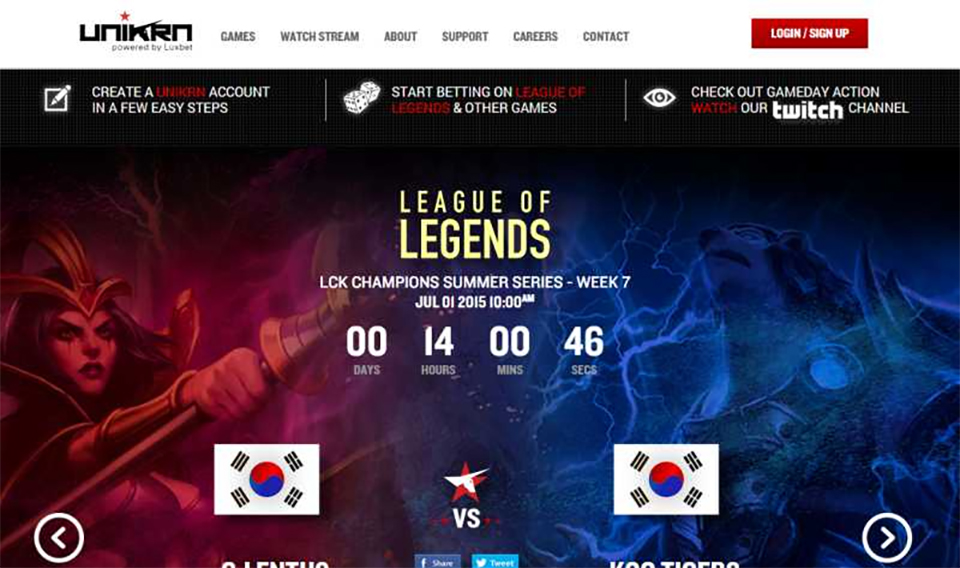 UNIKRN
powered by Luxbet
GAMES WATCH STREAM ABOUT SUPPORT CAREERS CONTACT
LOGIN / SIGN UP
CREATE A UNIKRN ACCOUNT
IN A FEW EASY STEPS
START BETTING ON LEAGUE OF
LEGENDS & OTHER GAMES
CHECK OUT GAMEDAY ACTION
WATCH OUR twitch CHANNEL
LEAGUE OF
LEGENDS
LCK CHAMPIONS SUMMER SERIES - WEEK 7
JUL 01 2015 10:00AM
00 14 00 46
DAYS HOURS MINS SECS
VS
f Share
Tweet
KOO TIGERS